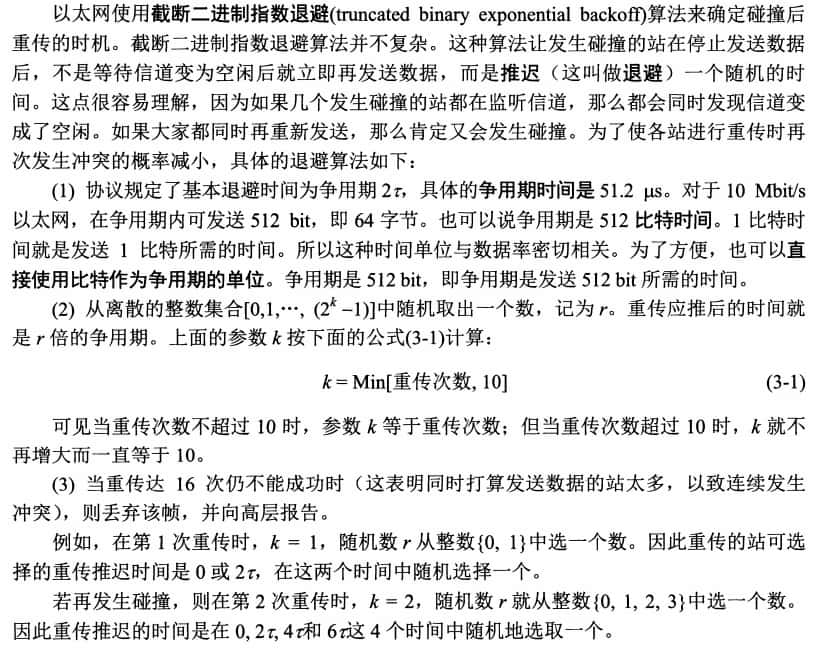 以太网使用截断二进制指数退避(truncated binary exponential backoff)算法来确定碰撞后
重传的时机。截断二进制指数退避算法并不复杂。这种算法让发生碰撞的站在停止发送数据
后，不是等待信道变为空闲后就立即再发送数据，而是推迟（这叫做退避）一个随机的时
间。这点很容易理解，因为如果几个发生碰撞的站都在监听信道，那么都会同时发现信道变
成了空闲。如果大家都同时再重新发送，那么肯定又会发生碰撞。为了使各站进行重传时再
次发生冲突的概率减小，具体的退避算法如下：
(1) 协议规定了基本退避时间为争用期 2τ，具体的争用期时间是 51.2 μs。对于 10 Mbit/s
以太网，在争用期内可发送 512 bit，即 64 字节。也可以说争用期是 512 比特时间。1 比特时
间就是发送 1 比特所需的时间。所以这种时间单位与数据率密切相关。为了方便，也可以直
接使用比特作为争用期的单位。争用期是 512 bit，即争用期是发送 512 bit 所需的时间。
(2) 从离散的整数集合[0,1,⋯, (2^k −1)]中随机取出一个数，记为 r。重传应推后的时间就
是 r 倍的争用期。上面的参数 k 按下面的公式(3-1)计算：
k = Min[重传次数, 10] (3-1)
可见当重传次数不超过 10 时，参数 k 等于重传次数；但当重传次数超过 10 时，k 就不
再增大而一直等于 10。
(3) 当重传达 16 次仍不能成功时（这表明同时打算发送数据的站太多，以致连续发生
冲突），则丢弃该帧，并向高层报告。
例如，在第 1 次重传时，k = 1，随机数 r 从整数{0, 1}中选一个数。因此重传的站可选
择的重传推迟时间是 0 或 2τ，在这两个时间中随机选择一个。
若再发生碰撞，则在第 2 次重传时，k = 2，随机数 r 就从整数{0, 1, 2, 3}中选一个数。
因此重传推迟的时间是在 0, 2τ, 4τ和 6τ这 4 个时间中随机地选取一个。